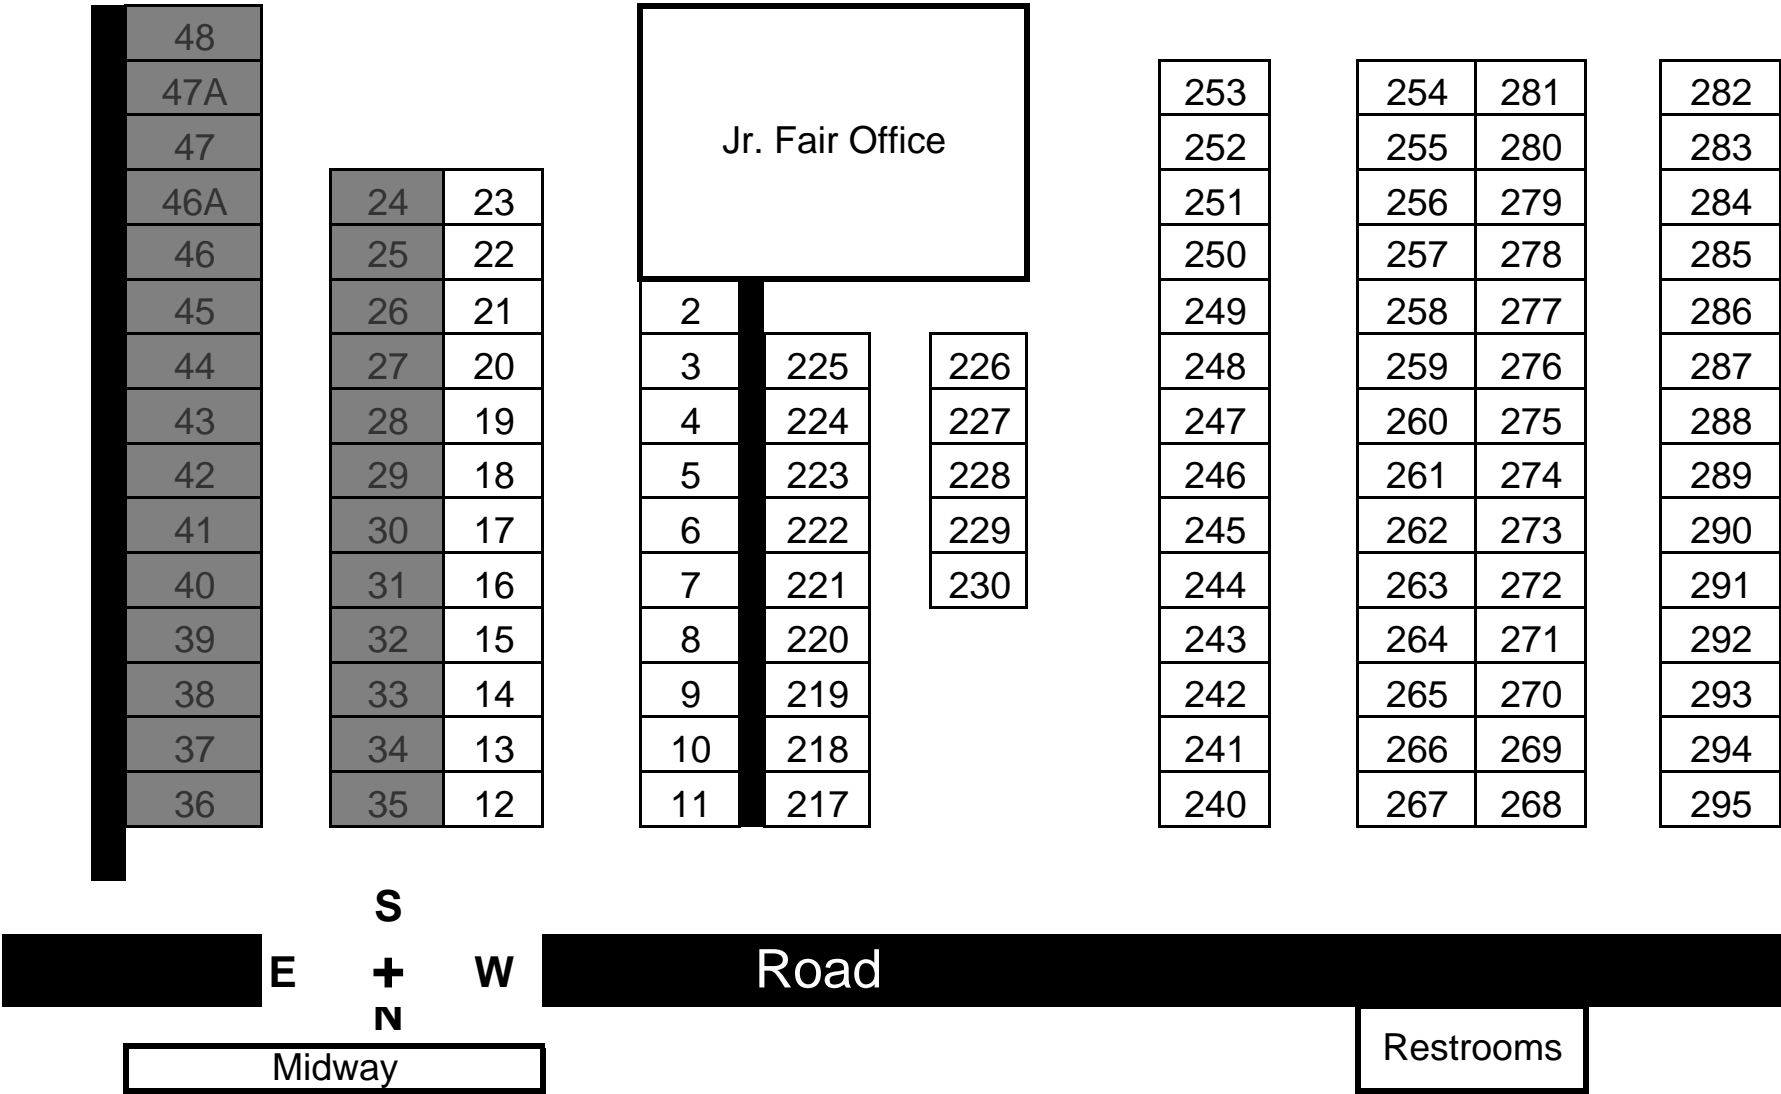 48
47A 253 254 281 282
Jr. Fair Office
47 252 255 280 283
46A 24 23 251 256 279 284
46 25 22 250 257 278 285
45 26 21 2 249 258 277 286
44 27 20 3 225 226 248 259 276 287
43 28 19 4 224 227 247 260 275 288
42 29 18 5 223 228 246 261 274 289
41 30 17 6 222 229 245 262 273 290
40 31 16 7 221 230 244 263 272 291
39 32 15 8 220 243 264 271 292
38 33 14 9 219 242 265 270 293
37 34 13 10 218 241 266 269 294
36 35 12 11 217 240 267 268 295
S
E + W Road
N
Midway Restrooms